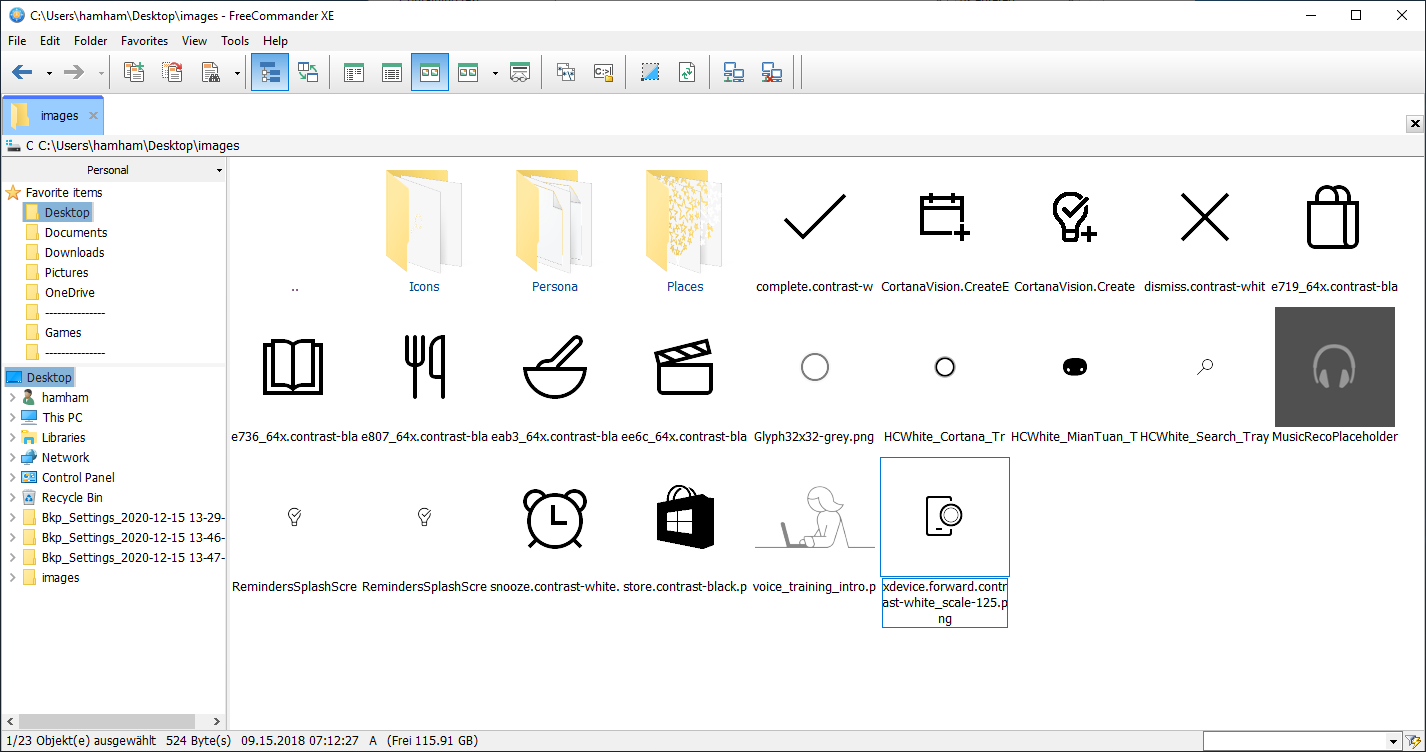 C:\Users\hamham\Desktop\images - FreeCommander XE
File Edit Folder Favorites View Tools Help
C:\>
images
C C:\Users\hamham\Desktop\images
Personal
Favorite items
Desktop
Documents
Downloads
Pictures
OneDrive
---------------
Games
---------------
Desktop
hamham
This PC
Libraries
Network
Control Panel
Recycle Bin
Bkp_Settings_2020-12-15 13-29-
Bkp_Settings_2020-12-15 13-46-
Bkp_Settings_2020-12-15 13-47-
images
.. Icons Persona Places complete.contrast-w CortanaVision.CreateE CortanaVision.Create dismiss.contrast-whit e719_64x.contrast-bla
e736_64x.contrast-bla e807_64x.contrast-bla eab3_64x.contrast-bla ee6c_64x.contrast-bla Glyph32x32-grey.png HCWhite_Cortana_Tr HCWhite_MianTuan_T HCWhite_Search_Tray MusicRecoPlaceholder
RemindersSplashScre RemindersSplashScre snooze.contrast-white. store.contrast-black.p voice_training_intro.p xdevice.forward.contr
ast-white_scale-125.p
ng
1/23 Objekt(e) ausgewählt 524 Byte(s) 09.15.2018 07:12:27 A (Frei 115.91 GB)